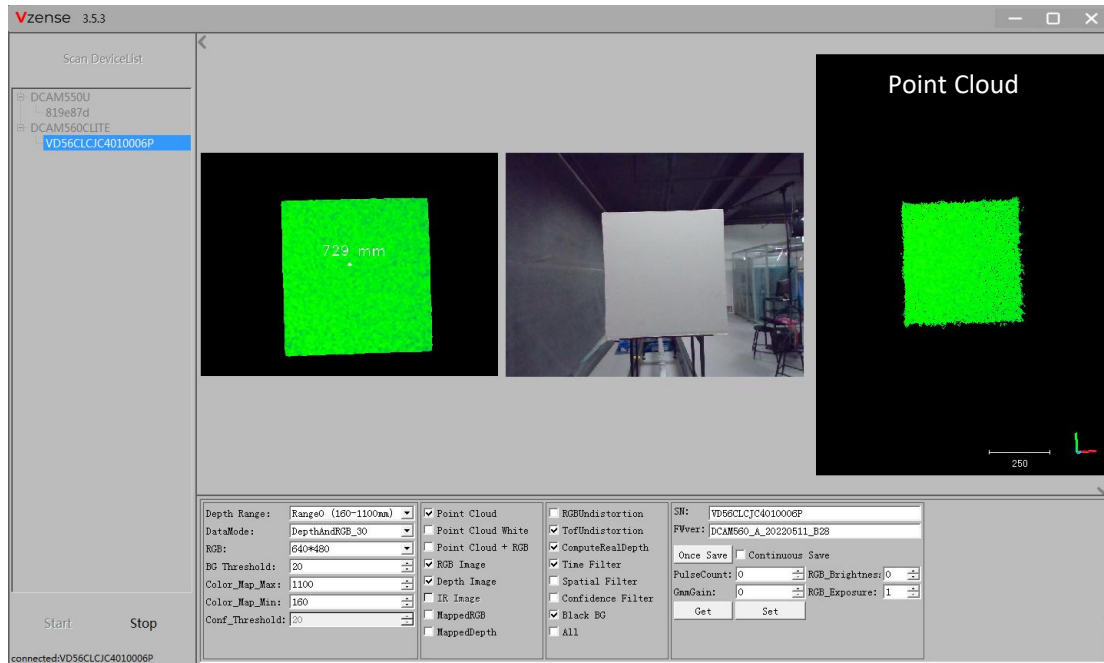 Vzense 3.5.3
Scan DeviceList
DCAM550U
819e87d
DCAM560CLITE
VD56CLCJC4010006P
Start
Stop
connected:VD56CLCJC4010006P
729 mm
Point Cloud
250
Depth Range: Range0 (160-1100mm)
DataMode: DepthAndRGB_30
RGB: 640*480
BG Threshold: 20
Color_Map_Max: 1100
Color_Map_Min: 160
Conf_Threshold: 20
Point Cloud
Point Cloud White
Point Cloud + RGB
RGB Image
Depth Image
IR Image
MappedRGB
MappedDepth
RGBUndistortion
TofUndistortion
ComputeRealDepth
Time Filter
Spatial Filter
Confidence Filter
Black BG
All
SN: VD56CLCJC4010006P
FWver: DCAM560_A_20220511_B28
Once Save Continuous Save
PulseCount: 0 RGB_Brightnes: 0
GmmGain: 0 RGB_Exposure: 1
Get Set